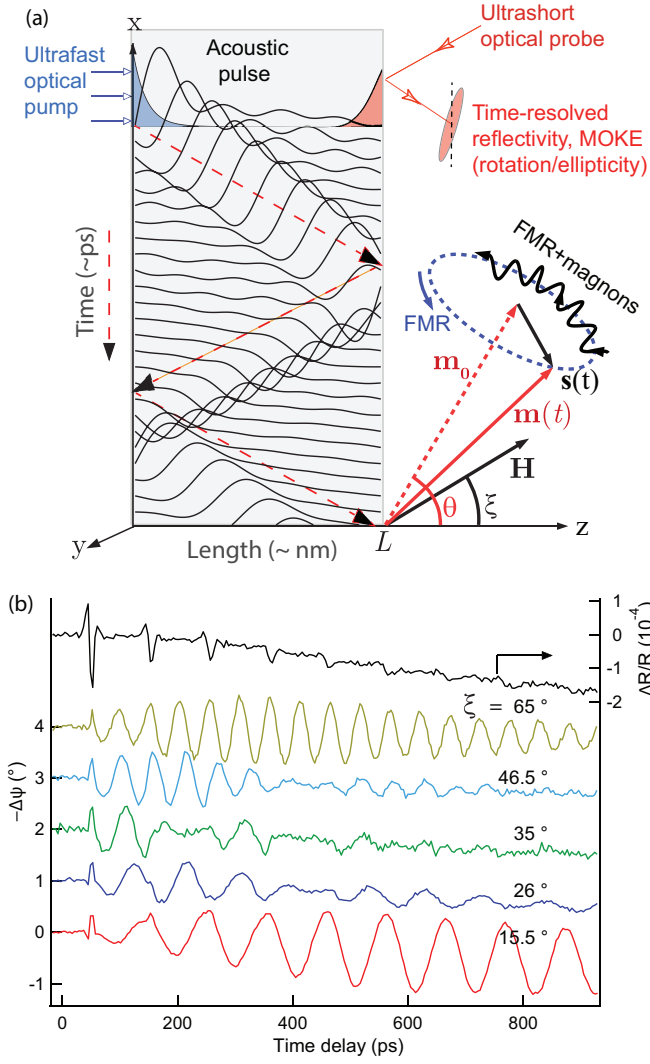 (a)
x
Ultrafast
optical
pump
Acoustic
pulse
Ultrashort
optical probe
Time-resolved
reflectivity, MOKE
(rotation/ellipticity)
Time (~ps)
FMR+magnons
FMR
m₀
s(t)
m(t)
H
θ
ξ
y
Length (~ nm)
L
z
(b)
1
0
-1
-2
ΔR/R (10⁻⁴)
ξ = 65 °
46.5 °
35 °
26 °
15.5 °
4
3
2
1
0
-1
−Δψ (°)
0
200
400
600
800
Time delay (ps)